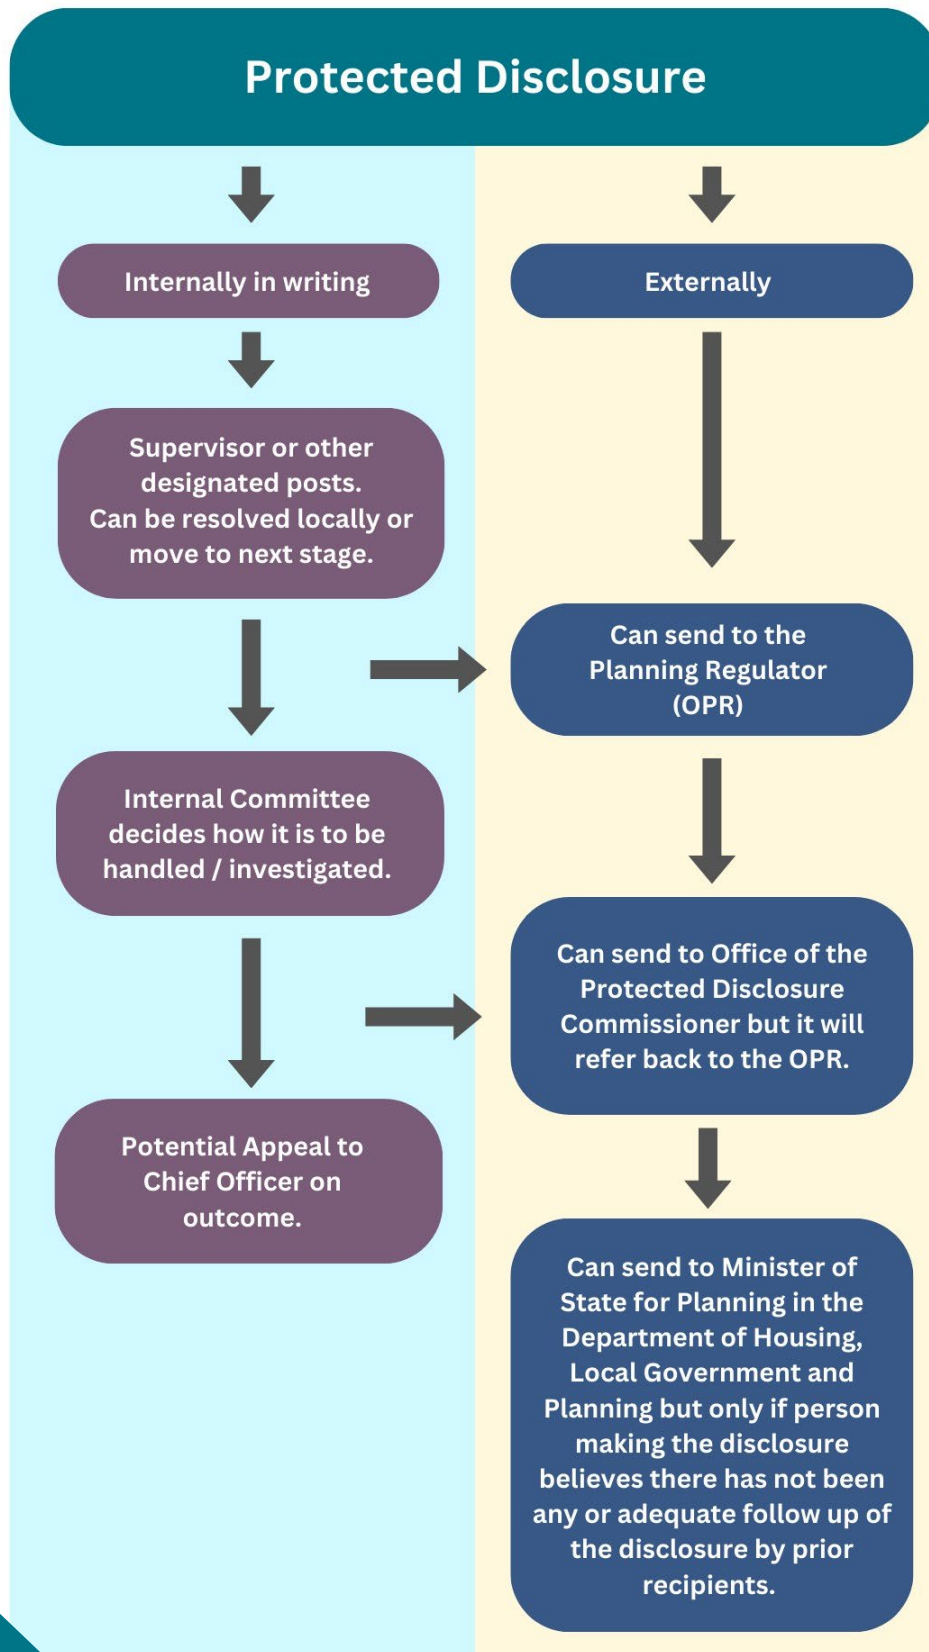 Protected Disclosure
Internally in writing
Supervisor or other
designated posts.
Can be resolved locally or
move to next stage.
Internal Committee
decides how it is to be
handled / investigated.
Potential Appeal to
Chief Officer on
outcome.
Externally
Can send to the
Planning Regulator
(OPR)
Can send to Office of the
Protected Disclosure
Commissioner but it will
refer back to the OPR.
Can send to Minister of
State for Planning in the
Department of Housing,
Local Government and
Planning but only if person
making the disclosure
believes there has not been
any or adequate follow up of
the disclosure by prior
recipients.